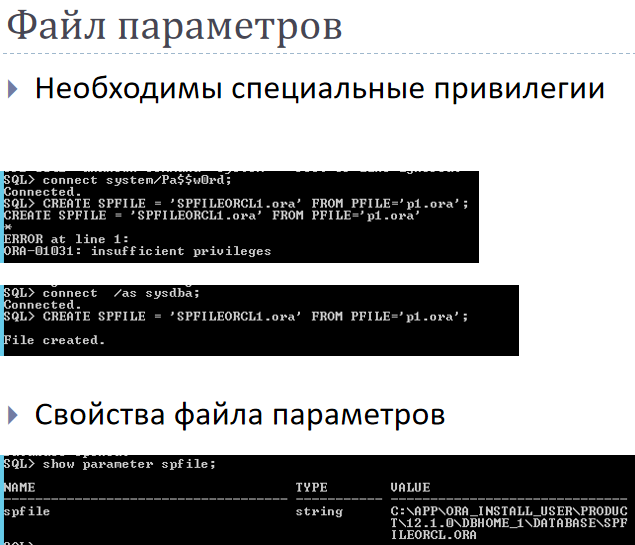 Файл параметров
Необходимы специальные привилегии
SQL> connect system/Pa$$w0rd;
Connected.
SQL> CREATE SPFILE = 'SPFILEORCL1.ora' FROM PFILE='p1.ora';
CREATE SPFILE = 'SPFILEORCL1.ora' FROM PFILE='p1.ora'
*
ERROR at line 1:
ORA-01031: insufficient privileges
SQL> connect  /as sysdba;
Connected.
SQL> CREATE SPFILE = 'SPFILEORCL1.ora' FROM PFILE='p1.ora';
File created.
Свойства файла параметров
SQL> show parameter spfile;
NAME TYPE VALUE
------------------------------------ ----------- ------------------------------
spfile string C:\APP\ORA_INSTALL_USER\PRODUC
T\12.1.0\DBHOME_1\DATABASE\SPF
ILEORCL.ORA